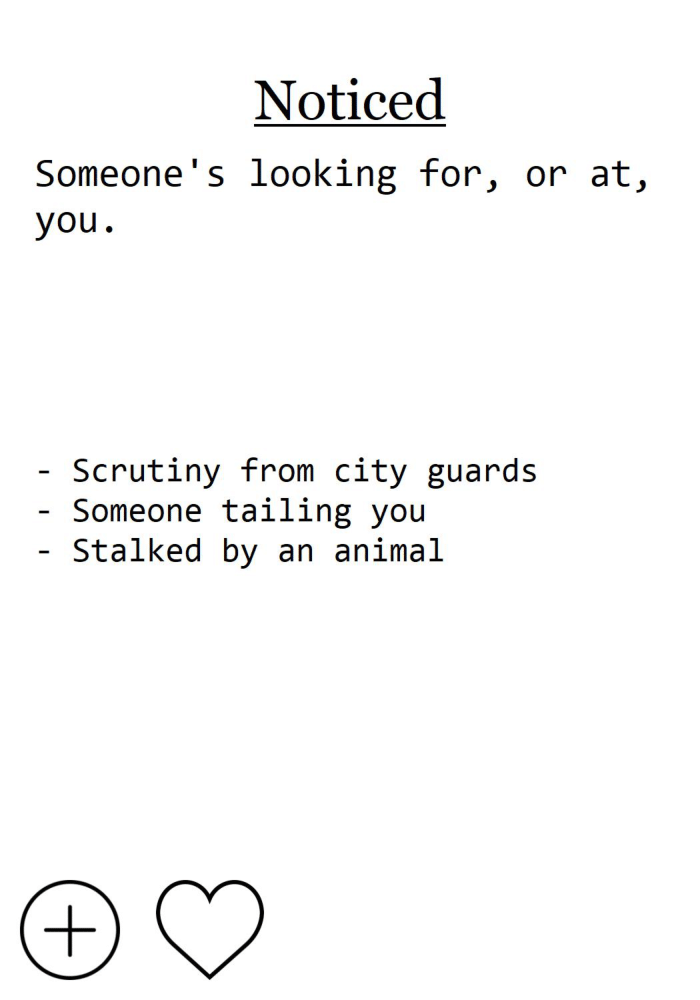 Noticed
Someone's looking for, or at,
you.
- Scrutiny from city guards
- Someone tailing you
- Stalked by an animal